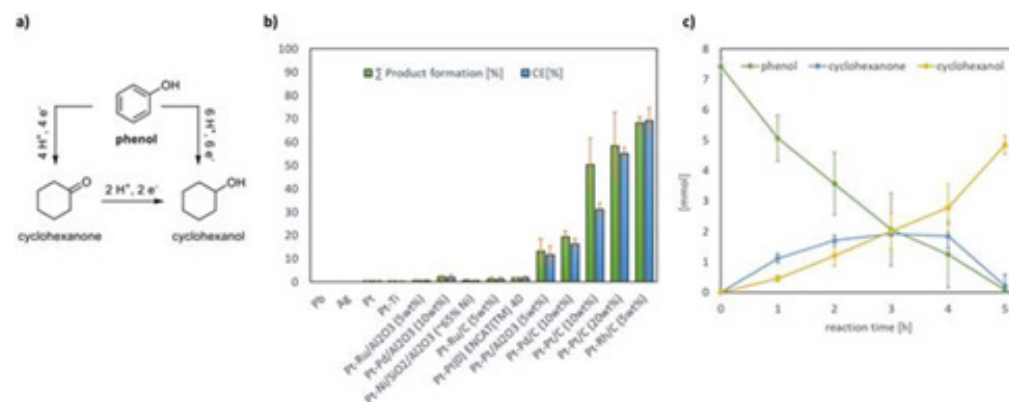 a)
OH
phenol
4 H⁺, 4 e⁻
6 H⁺, 6 e⁻
O
2 H⁺, 2 e⁻
OH
cyclohexanone
cyclohexanol
b)
100
90
80
70
60
50
40
30
20
10
0
∑ Product formation [%]
CE[%]
Pb
Ag
Pt
Pt-Ti
Pt-Ru/Al2O3 (5wt%)
Pt-Pd/Al2O3 (10wt%)
Pt-Ni/SiO2/Al2O3 (~65% Ni)
Pt-Ru/C (5wt%)
Pt-Pt(0) ENCAT(TM) 40
Pt-Pt/Al2O3 (5wt%)
Pt-Pd/C (10wt%)
Pt-Pt/C (10wt%)
Pt-Pt/C (20wt%)
Pt-Rh/C (5wt%)
c)
8
7
6
5
4
3
2
1
0
[mmol]
phenol
cyclohexanone
cyclohexanol
0 1 2 3 4 5
reaction time [h]